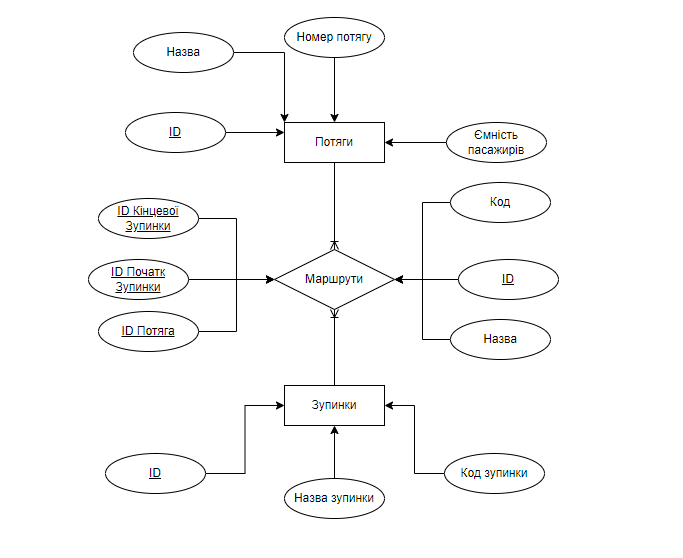 Номер потягу
Назва
ID
Потяги
Ємність
пасажирів
ID Кінцевої
Зупинки
Код
ID Початк
Зупинки
Маршрути
ID
ID Потяга
Назва
Зупинки
ID
Назва зупинки
Код зупинки